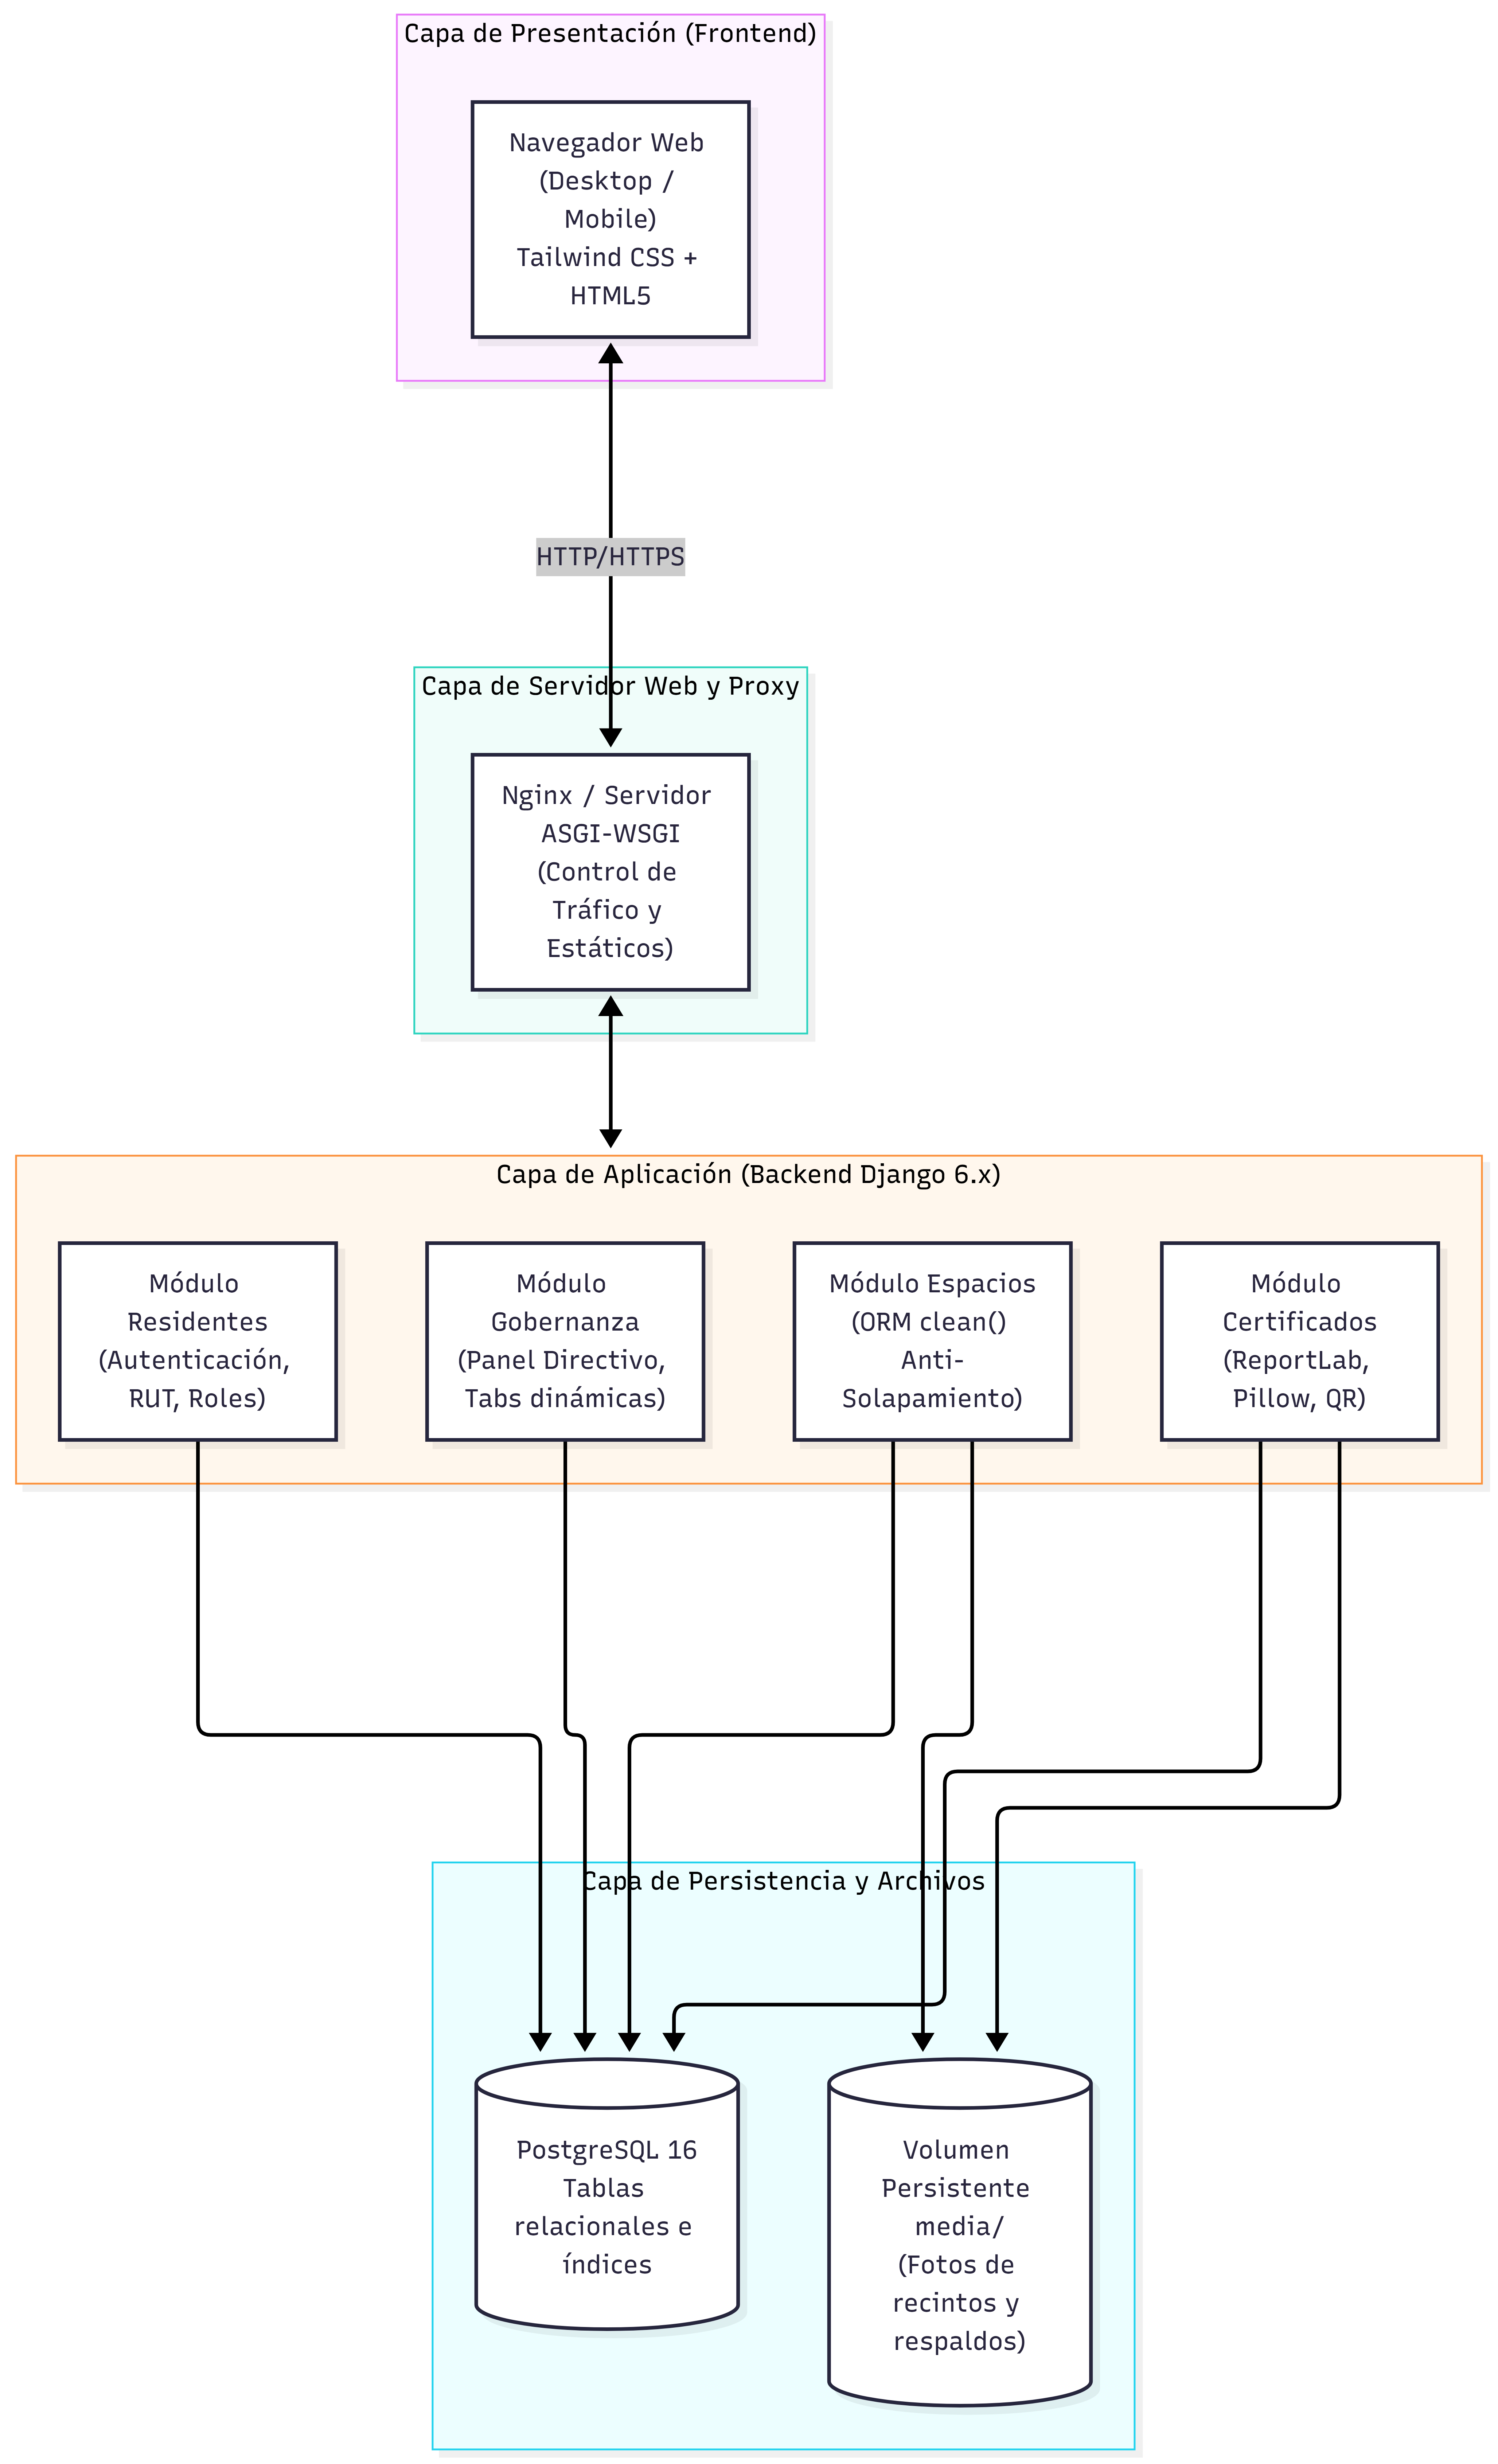 Capa de Presentación (Frontend)
Navegador Web
(Desktop /
Mobile)
Tailwind CSS +
HTML5
HTTP/HTTPS
Capa de Servidor Web y Proxy
Nginx / Servidor
ASGI-WSGI
(Control de
Tráfico y
Estáticos)
Capa de Aplicación (Backend Django 6.x)
Módulo
Residentes
(Autenticación,
RUT, Roles)
Módulo
Gobernanza
(Panel Directivo,
Tabs dinámicas)
Módulo Espacios
(ORM clean()
Anti-
Solapamiento)
Módulo
Certificados
(ReportLab,
Pillow, QR)
Capa de Persistencia y Archivos
PostgreSQL 16
Tablas
relacionales e
índices
Volumen
Persistente
media/
(Fotos de
recintos y
respaldos)